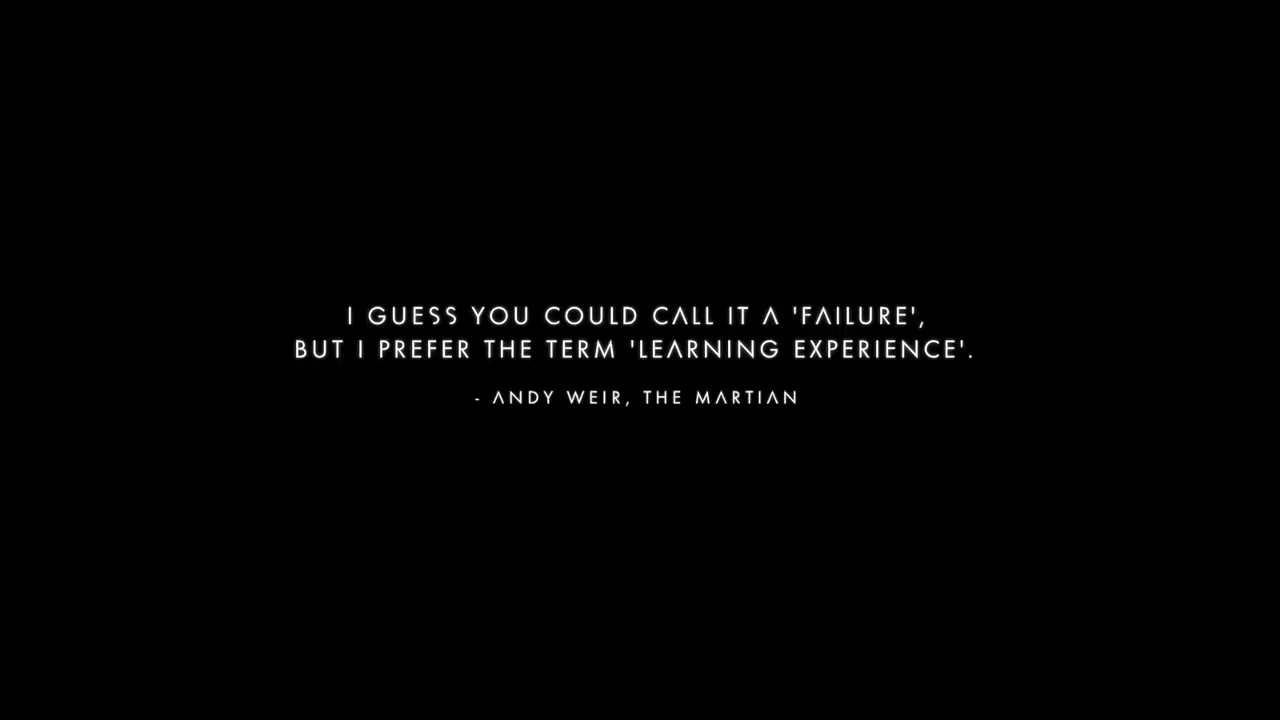 I GUESS YOU COULD CALL IT A 'FAILURE',
BUT I PREFER THE TERM 'LEARNING EXPERIENCE'.
- ANDY WEIR, THE MARTIAN